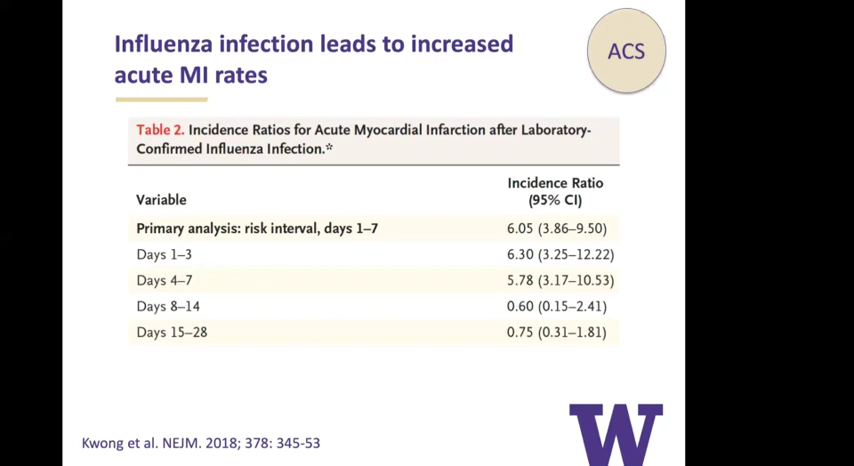 Influenza infection leads to increased
acute MI rates
ACS
Table 2. Incidence Ratios for Acute Myocardial Infarction after Laboratory-
Confirmed Influenza Infection.*
Variable
Incidence Ratio
(95% CI)
Primary analysis: risk interval, days 1–7 6.05 (3.86–9.50)
Days 1–3 6.30 (3.25–12.22)
Days 4–7 5.78 (3.17–10.53)
Days 8–14 0.60 (0.15–2.41)
Days 15–28 0.75 (0.31–1.81)
Kwong et al. NEJM. 2018; 378: 345-53
W